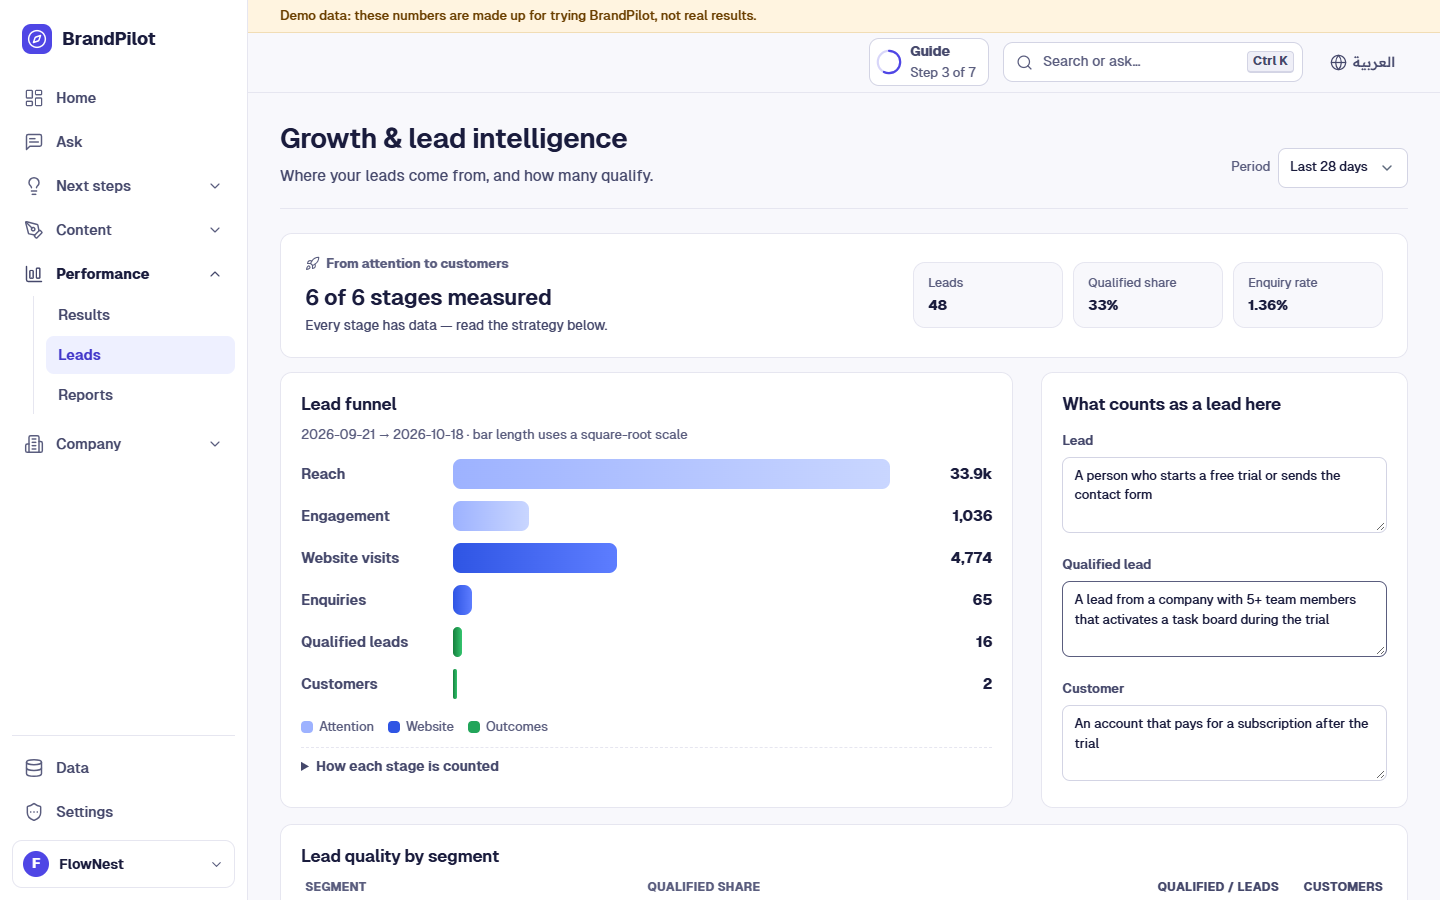 Demo data: these numbers are made up for trying BrandPilot, not real results.
BrandPilot
Home
Ask
Next steps
Content
Performance
Results
Leads
Reports
Company
Data
Settings
F FlowNest
Guide
Step 3 of 7
Search or ask...
Ctrl K
العربية
Growth & lead intelligence
Where your leads come from, and how many qualify.
Period
Last 28 days
From attention to customers
6 of 6 stages measured
Every stage has data — read the strategy below.
Leads
48
Qualified share
33%
Enquiry rate
1.36%
Lead funnel
2026-09-21 → 2026-10-18 · bar length uses a square-root scale
Reach 33.9k
Engagement 1,036
Website visits 4,774
Enquiries 65
Qualified leads 16
Customers 2
Attention Website Outcomes
How each stage is counted
What counts as a lead here
Lead
A person who starts a free trial or sends the
contact form
Qualified lead
A lead from a company with 5+ team members
that activates a task board during the trial
Customer
An account that pays for a subscription after the
trial
Lead quality by segment
SEGMENT QUALIFIED SHARE QUALIFIED / LEADS CUSTOMERS